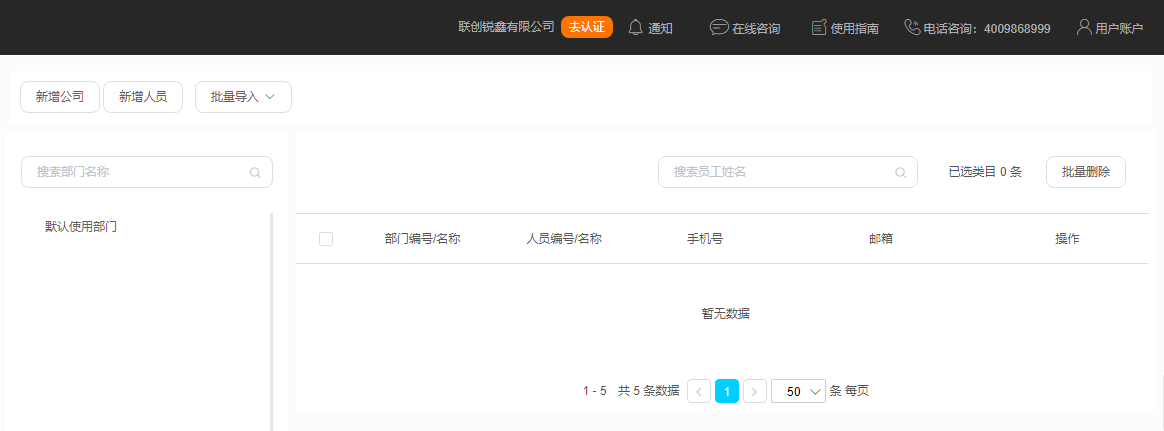 联创锐鑫有限公司 去认证 通知 在线咨询 使用指南 电话咨询：4009868999 用户账户
新增公司 新增人员 批量导入
搜索部门名称 搜索员工姓名 已选类目 0 条 批量删除
默认使用部门
部门编号/名称 人员编号/名称 手机号 邮箱 操作
暂无数据
1 - 5 共 5 条数据 1 50 条 每页